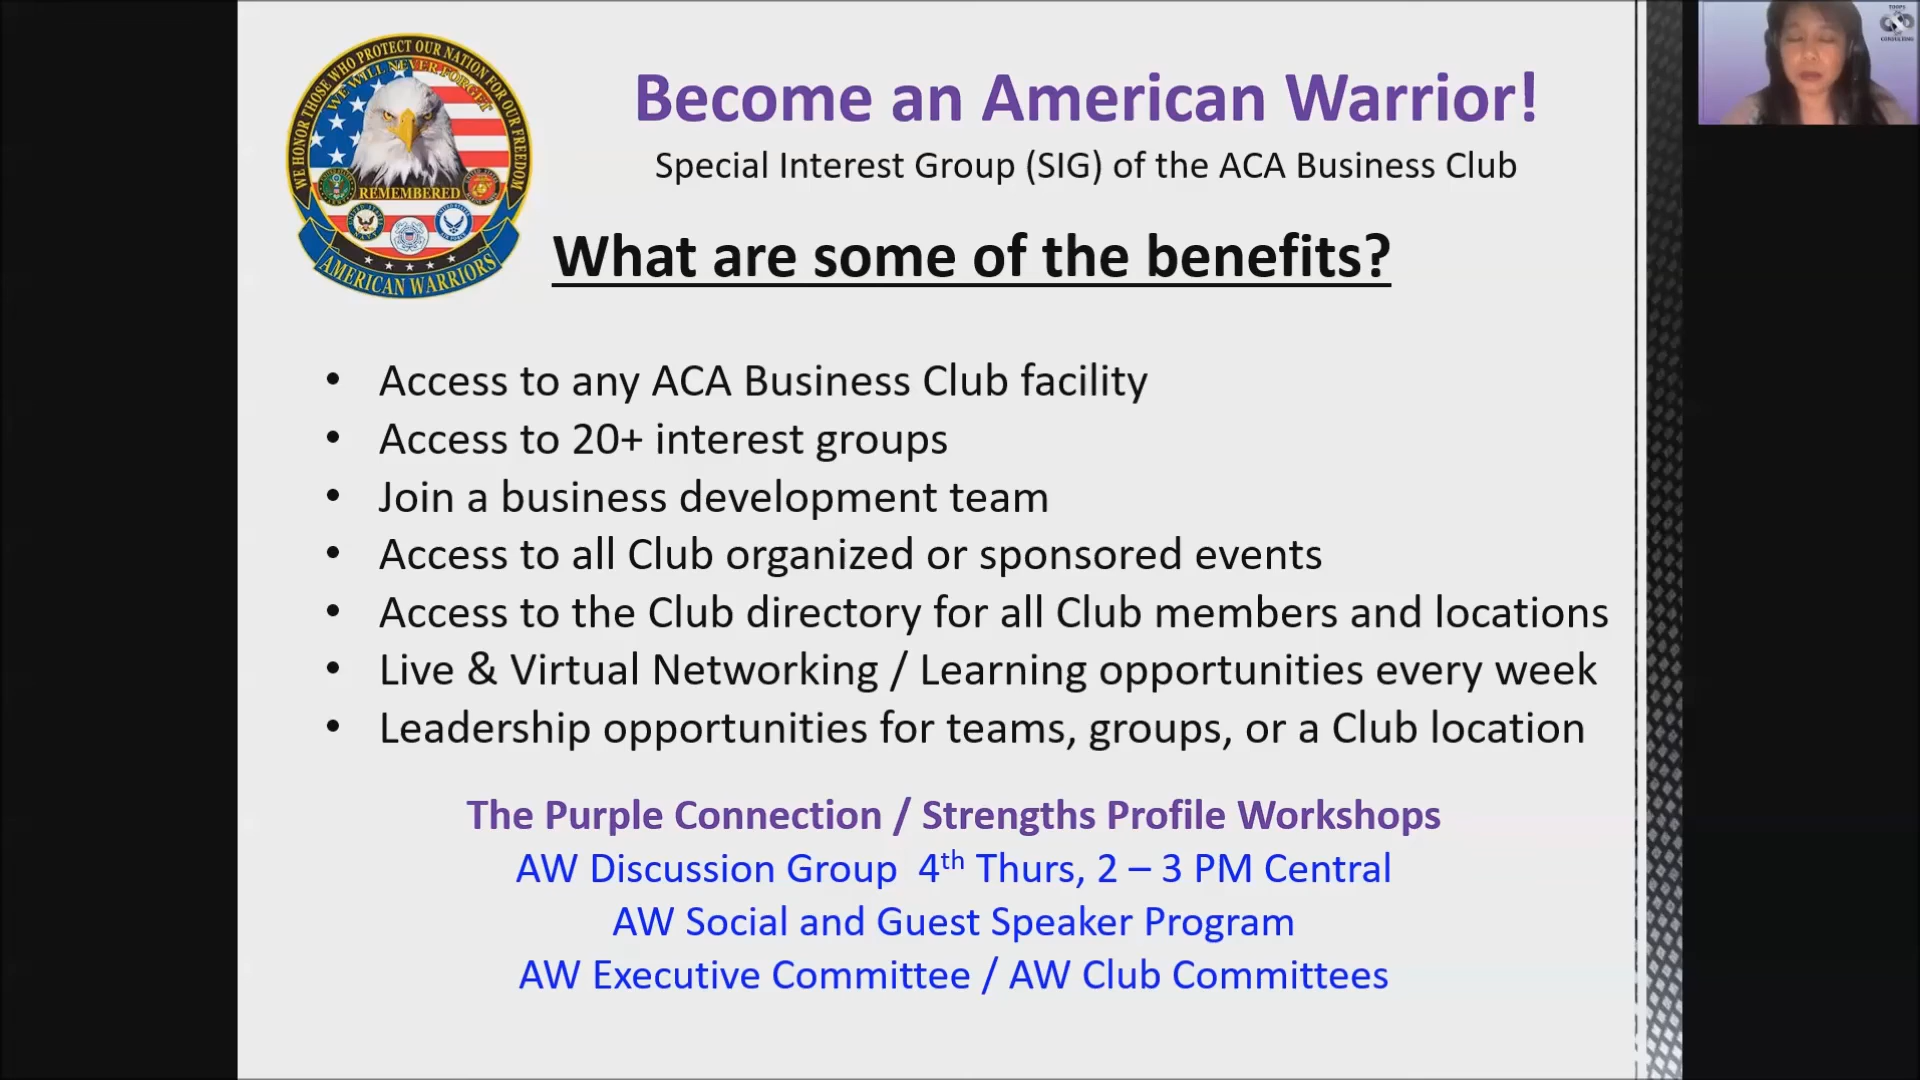 WE HONOR THOSE WHO PROTECT OUR NATION FOR OUR FREEDOM
WE WILL NEVER FORGET
REMEMBERED
AMERICAN WARRIORS
Become an American Warrior!
Special Interest Group (SIG) of the ACA Business Club
What are some of the benefits?
• Access to any ACA Business Club facility
• Access to 20+ interest groups
• Join a business development team
• Access to all Club organized or sponsored events
• Access to the Club directory for all Club members and locations
• Live & Virtual Networking / Learning opportunities every week
• Leadership opportunities for teams, groups, or a Club location
The Purple Connection / Strengths Profile Workshops
AW Discussion Group 4th Thurs, 2 – 3 PM Central
AW Social and Guest Speaker Program
AW Executive Committee / AW Club Committees